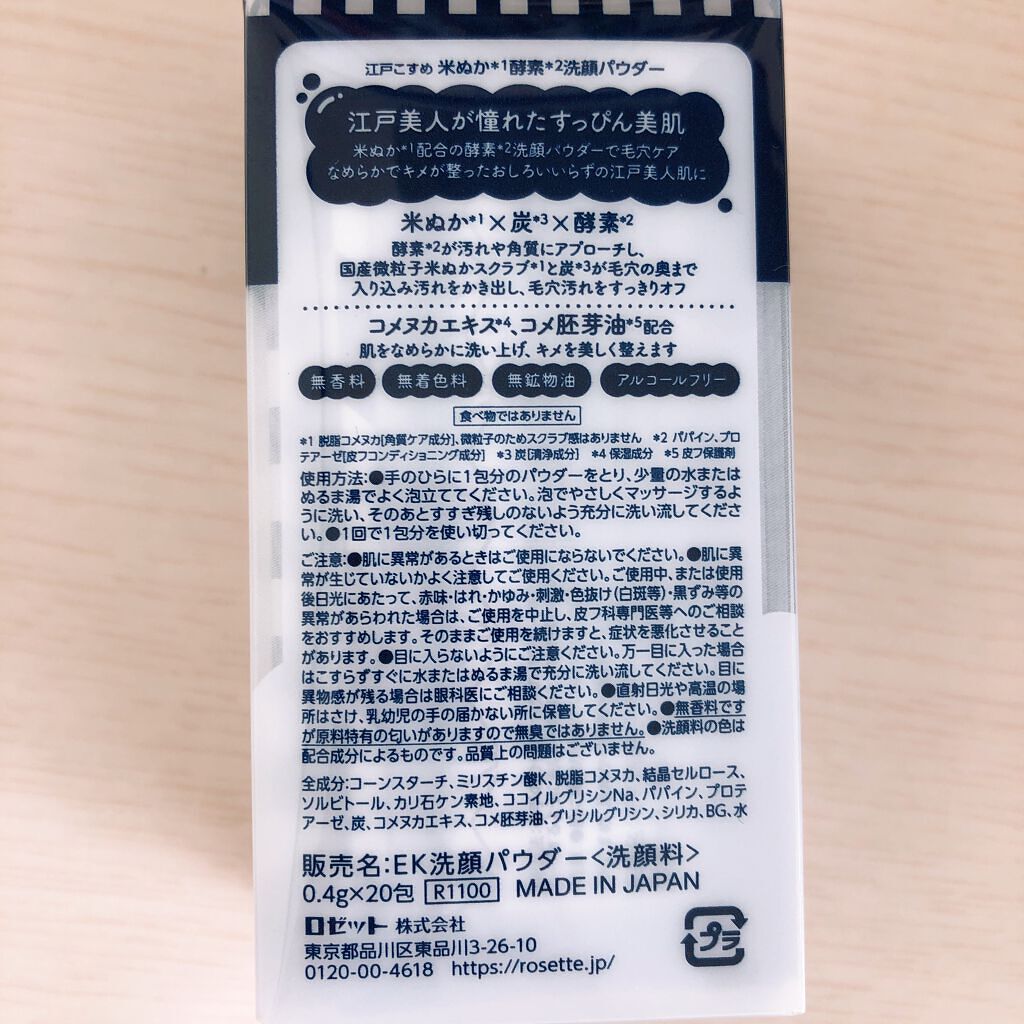 江戸こすめ 米ぬか*1酵素*2洗顔パウダー
江戸美人が憧れたすっぴん美肌
米ぬか*1配合の酵素*2洗顔パウダーで毛穴ケア
なめらかでキメが整ったおしろいいらずの江戸美人肌に
米ぬか*1×炭*3×酵素*2
酵素*2が汚れや角質にアプローチし、
国産微粒子米ぬかスクラブ*1と炭*3が毛穴の奥まで
入り込み汚れをかき出し、毛穴汚れをすっきりオフ
コメヌカエキス*4、コメ胚芽油*5配合
肌をなめらかに洗い上げ、キメを美しく整えます
無香料 無着色料 無鉱物油 アルコールフリー
食べ物ではありません
*1 脱脂コメヌカ[角質ケア成分]、微粒子のためスクラブ感はありません *2 パパイン、プロ
テアーゼ[皮フコンディショニング成分] *3 炭[清浄成分] *4 保湿成分 *5 皮フ保護剤
使用方法:●手のひらに1包分のパウダーをとり、少量の水または
ぬるま湯でよく泡立ててください。泡でやさしくマッサージするよ
うに洗い、そのあとすすぎ残しのないよう充分に洗い流してくださ
い。●1回で1包分を使い切ってください。
ご注意:●肌に異常があるときはご使用にならないでください。●肌に異
常が生じていないかよく注意してご使用ください。ご使用中、または使用
後日光にあたって、赤味・はれ・かゆみ・刺激・色抜け(白斑等)・黒ずみ等の
異常があらわれた場合は、ご使用を中止し、皮フ科専門医等へのご相談
をおすすめします。そのままご使用を続けますと、症状を悪化させること
があります。●目に入らないようにご注意ください。万一目に入った場合
はこすらずすぐに水またはぬるま湯で充分に洗い流してください。目に
異物感が残る場合は眼科医にご相談ください。●直射日光や高温の場
所はさけ、乳幼児の手の届かない所に保管してください。●無香料です
が原料特有の匂いがありますので無臭ではありません。●洗顔料の色は
配合成分によるものです。品質上の問題はございません。
全成分:コーンスターチ、ミリスチン酸K、脱脂コメヌカ、結晶セルロース、
ソルビトール、カリ石ケン素地、ココイルグリシンNa、パパイン、プロテ
アーゼ、炭、コメヌカエキス、コメ胚芽油、グリシルグリシン、シリカ、BG、水
販売名:EK洗顔パウダー<洗顔料>
0.4g×20包 R1100 MADE IN JAPAN
ロゼット 株式会社
東京都品川区東品川3-26-10
0120-00-4618 https://rosette.jp/
プラ